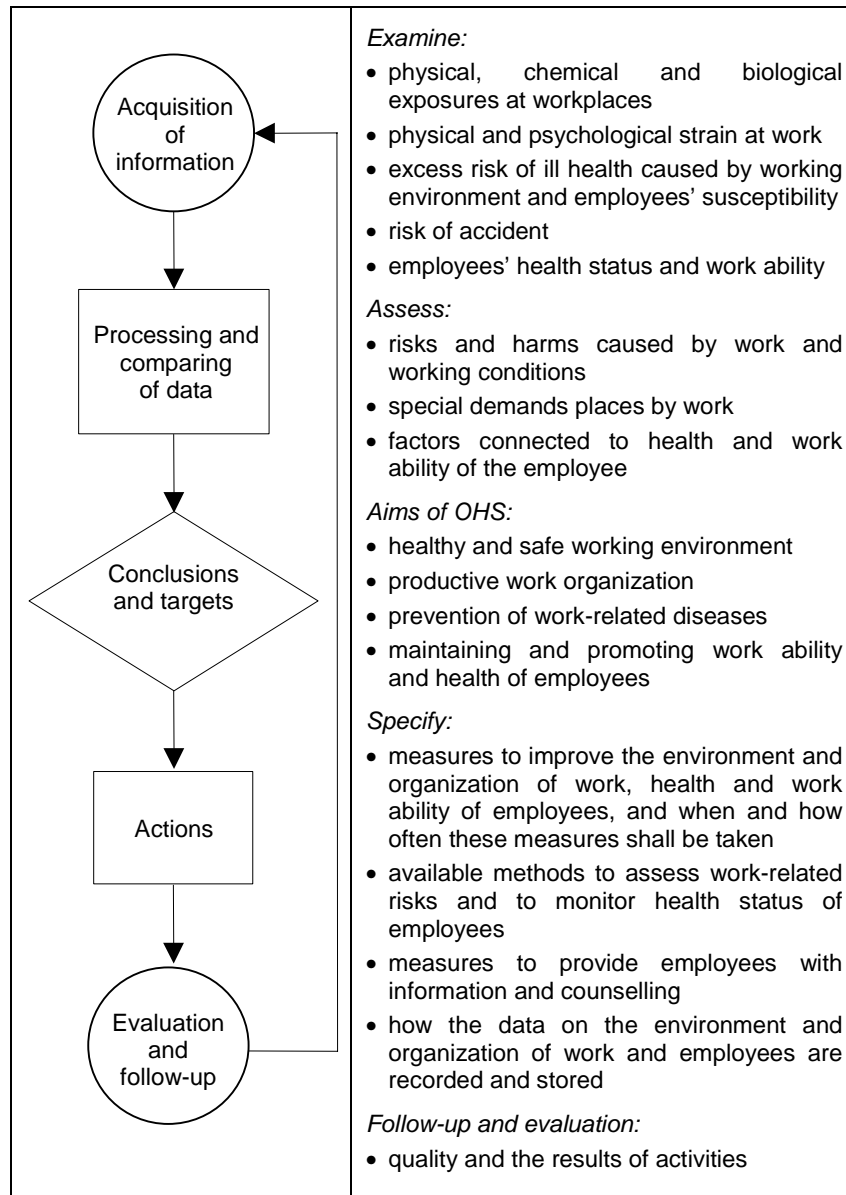 Acquisition
of
information
Processing and
comparing
of data
Conclusions
and targets
Actions
Evaluation
and
follow-up
Examine:
• physical, chemical and biological
exposures at workplaces
• physical and psychological strain at work
• excess risk of ill health caused by working
environment and employees’ susceptibility
• risk of accident
• employees’ health status and work ability
Assess:
• risks and harms caused by work and
working conditions
• special demands places by work
• factors connected to health and work
ability of the employee
Aims of OHS:
• healthy and safe working environment
• productive work organization
• prevention of work-related diseases
• maintaining and promoting work ability
and health of employees
Specify:
• measures to improve the environment and
organization of work, health and work
ability of employees, and when and how
often these measures shall be taken
• available methods to assess work-related
risks and to monitor health status of
employees
• measures to provide employees with
information and counselling
• how the data on the environment and
organization of work and employees are
recorded and stored
Follow-up and evaluation:
• quality and the results of activities